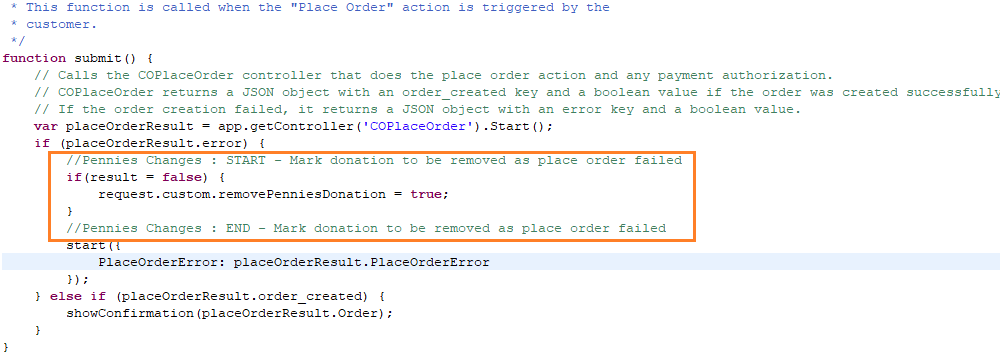 * This function is called when the "Place Order" action is triggered by the
* customer.
*/
function submit() {
// Calls the COPlaceOrder controller that does the place order action and any payment authorization.
// COPlaceOrder returns a JSON object with an order_created key and a boolean value if the order was created successfully
// If the order creation failed, it returns a JSON object with an error key and a boolean value.
var placeOrderResult = app.getController('COPlaceOrder').Start();
if (placeOrderResult.error) {
//Pennies Changes : START - Mark donation to be removed as place order failed
if(result = false) {
request.custom.removePenniesDonation = true;
}
//Pennies Changes : END - Mark donation to be removed as place order failed
start({
PlaceOrderError: placeOrderResult.PlaceOrderError
});
} else if (placeOrderResult.order_created) {
showConfirmation(placeOrderResult.Order);
}
}